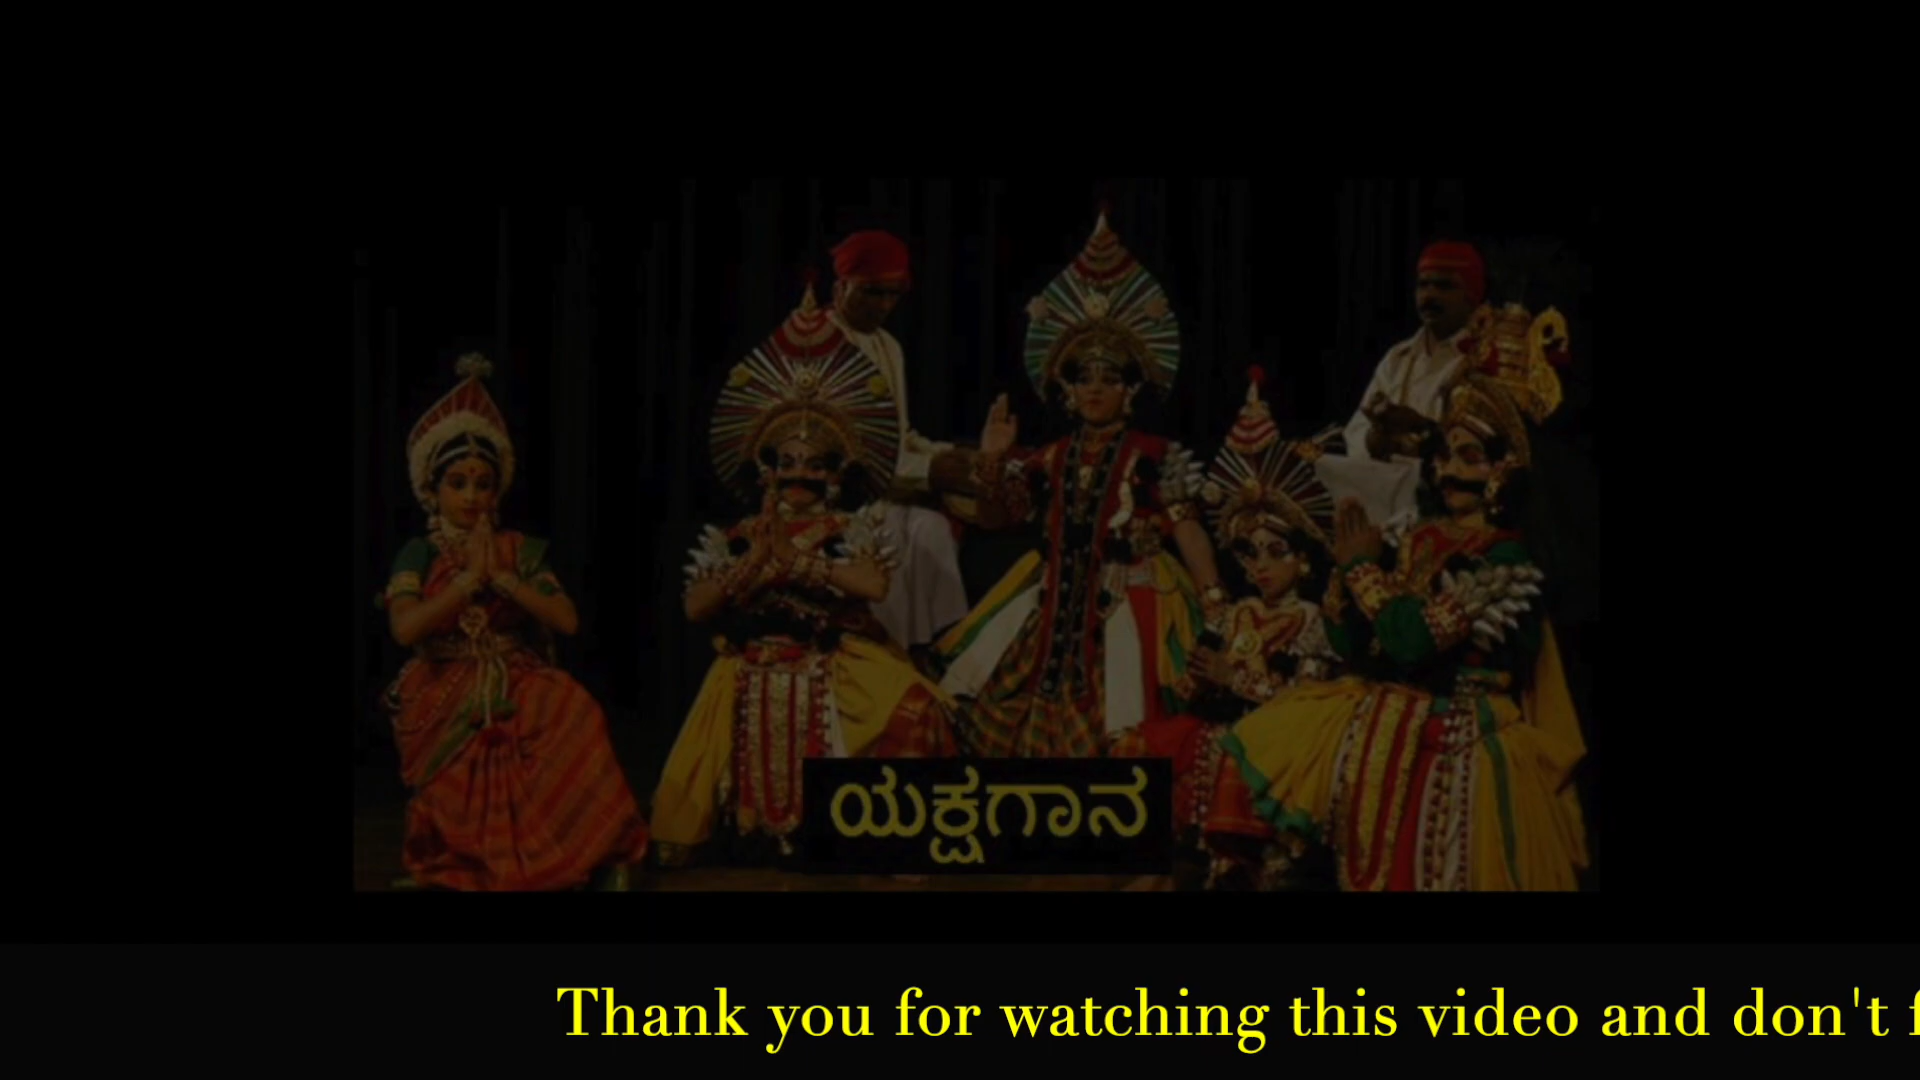 ಯಕ್ಷಗಾನ
Thank you for watching this video and don't